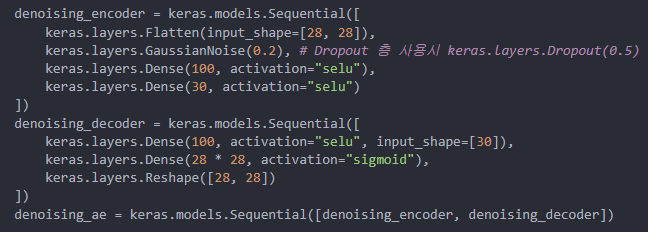 denoising_encoder = keras.models.Sequential([
    keras.layers.Flatten(input_shape=[28, 28]),
    keras.layers.GaussianNoise(0.2), # Dropout 층 사용시 keras.layers.Dropout(0.5)
    keras.layers.Dense(100, activation="selu"),
    keras.layers.Dense(30, activation="selu")
])
denoising_decoder = keras.models.Sequential([
    keras.layers.Dense(100, activation="selu", input_shape=[30]),
    keras.layers.Dense(28 * 28, activation="sigmoid"),
    keras.layers.Reshape([28, 28])
])
denoising_ae = keras.models.Sequential([denoising_encoder, denoising_decoder])